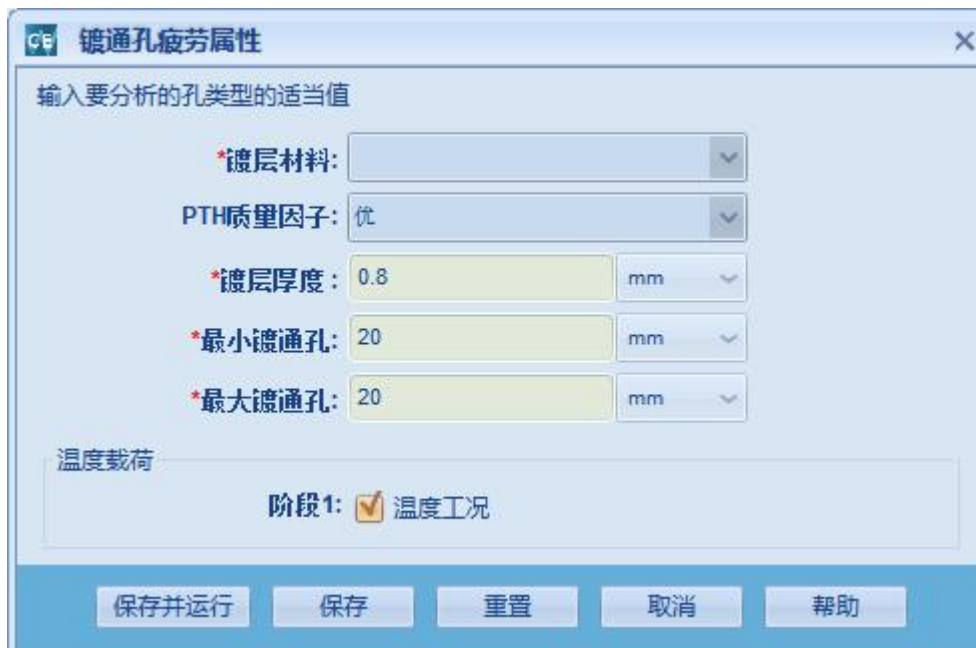 CE 镀通孔疲劳属性
输入要分析的孔类型的适当值
*镀层材料:
PTH质量因子: 优
*镀层厚度: 0.8 mm
*最小镀通孔: 20 mm
*最大镀通孔: 20 mm
温度载荷
阶段1: 温度工况
保存并运行 保存 重置 取消 帮助